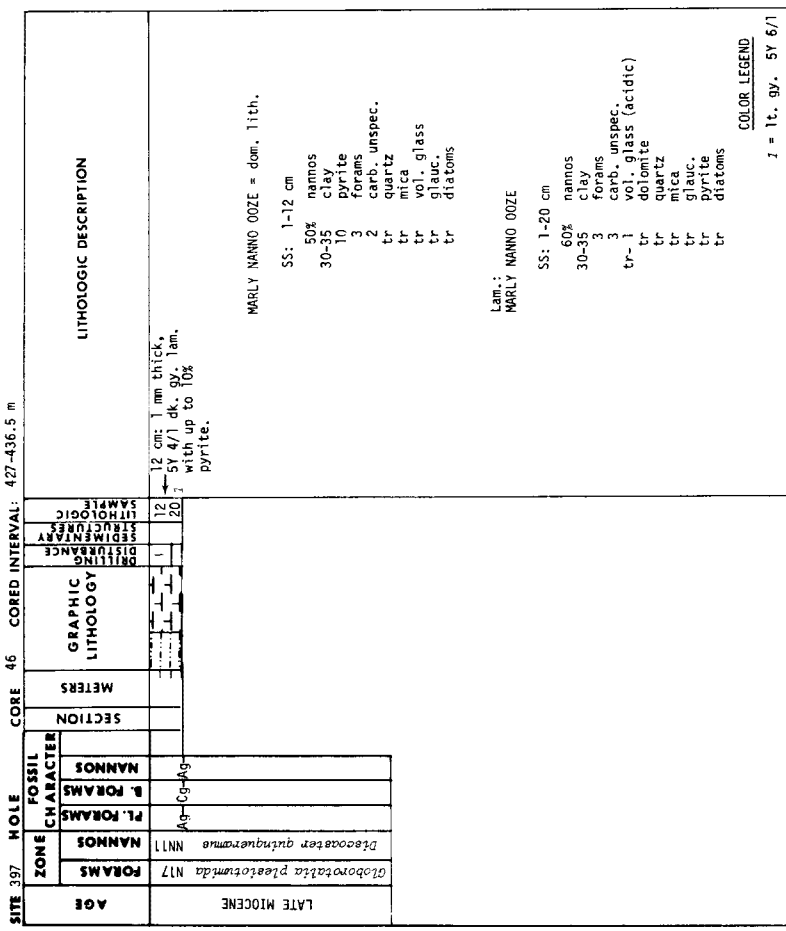 SITE 397 HOLE CORE 46 CORED INTERVAL: 427-436.5 m
AGE
ZONE
FORAMS
NANNOS
FOSSIL
CHARACTER
PL. FORAMS
B. FORAMS
NANNOS
SECTION
METERS
GRAPHIC
LITHOLOGY
DRILLING
DISTURBANCE
SEDIMENTARY
STRUCTURES
LITHOLOGIC
SAMPLE
LITHOLOGIC DESCRIPTION
LATE MIOCENE
N17 Globorotalia plesiotumida
NN11 Discoaster quinqueramus
Ag
Cg
Ag
12
20
1
12 cm: 1 mm thick,
5Y 4/1 dk. gy. lam.
with up to 10%
pyrite.
MARLY NANNO OOZE = dom. lith.
SS: 1-12 cm
50% nannos
30-35 clay
10 pyrite
3 forams
2 carb. unspec.
tr quartz
tr mica
tr vol. glass
tr glauc.
tr diatoms
Lam.:
MARLY NANNO OOZE
SS: 1-20 cm
60% nannos
30-35 clay
3 forams
3 carb. unspec.
tr- 1 vol. glass (acidic)
tr dolomite
tr quartz
tr mica
tr glauc.
tr pyrite
tr diatoms
COLOR LEGEND
1 = lt. gy. 5Y 6/1